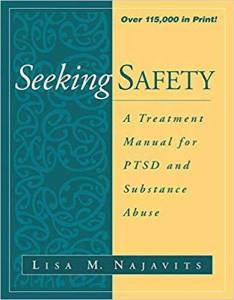 Over 115,000 in Print!
Seeking SAFETY
A Treatment
Manual for
PTSD and
Substance
Abuse
LISA M. NAJAVITS